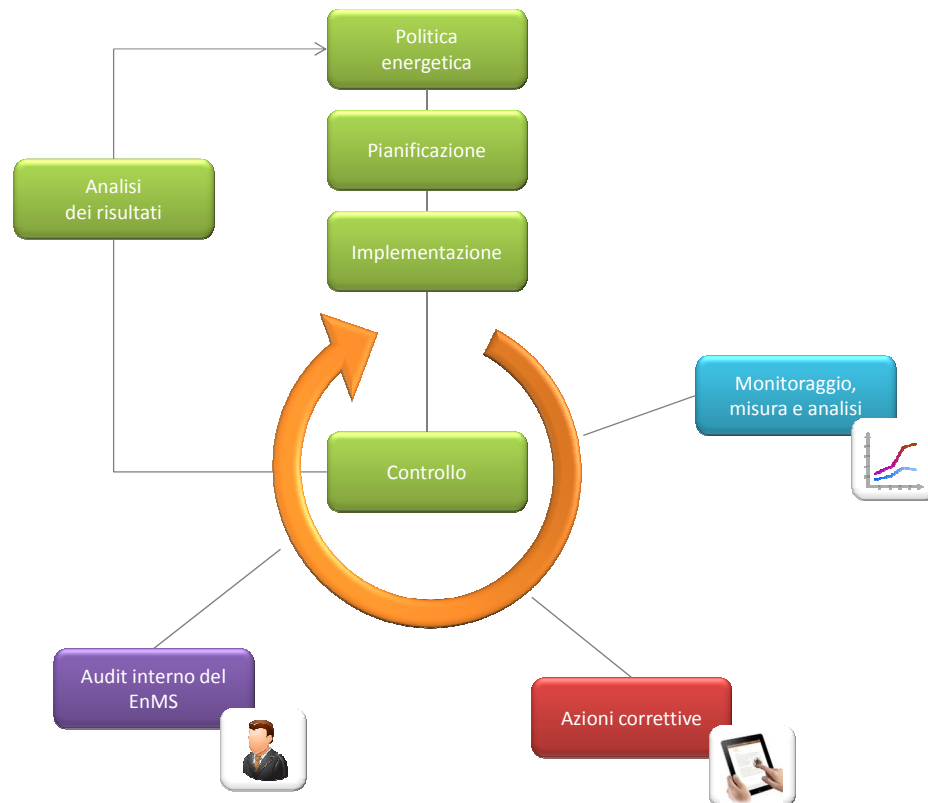 Politica
energetica
Pianificazione
Analisi
dei risultati
Implementazione
Monitoraggio,
misura e analisi
Controllo
Audit interno del
EnMS
Azioni correttive